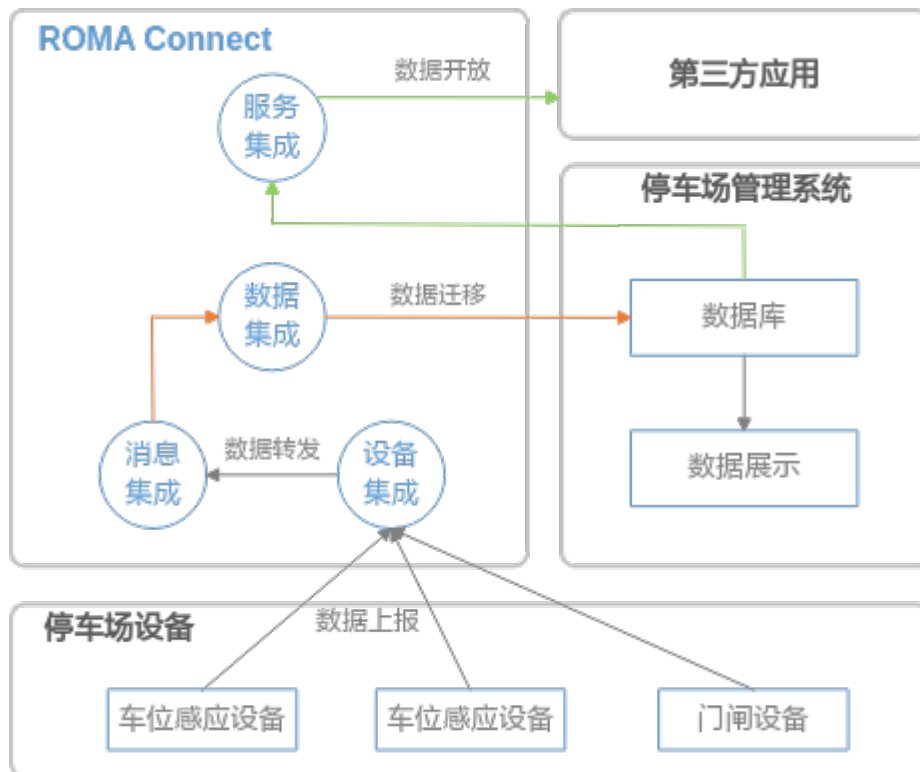 ROMA Connect
数据开放
第三方应用
服务
集成
停车场管理系统
数据
集成
数据迁移
数据库
消息
集成
数据转发
设备
集成
数据展示
停车场设备
数据上报
车位感应设备
车位感应设备
门闸设备